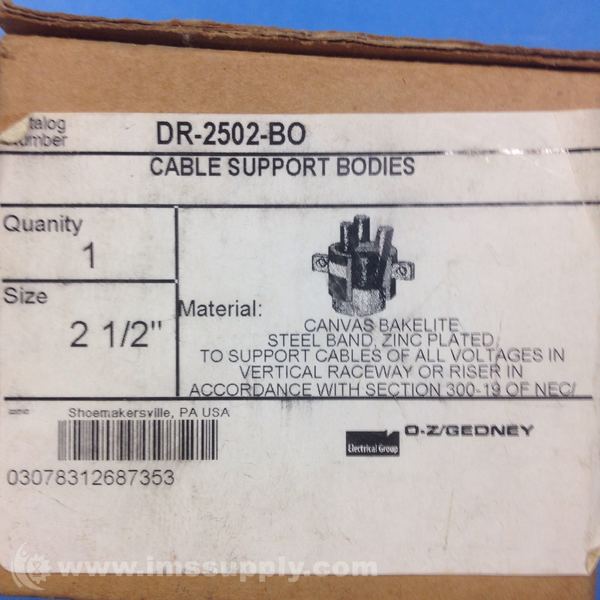 talog
umber
DR-2502-BO
CABLE SUPPORT BODIES
Quanity
1
Size
2 1/2"
Material:
CANVAS BAKELITE
STEEL BAND, ZINC PLATED
TO SUPPORT CABLES OF ALL VOLTAGES IN
VERTICAL RACEWAY OR RISER IN
ACCORDANCE WITH SECTION 300-19 OF NEC/
Shoemakersville, PA USA
03078312687353
Electrical Group
O-Z/GEDNEY
www.imssupply.com